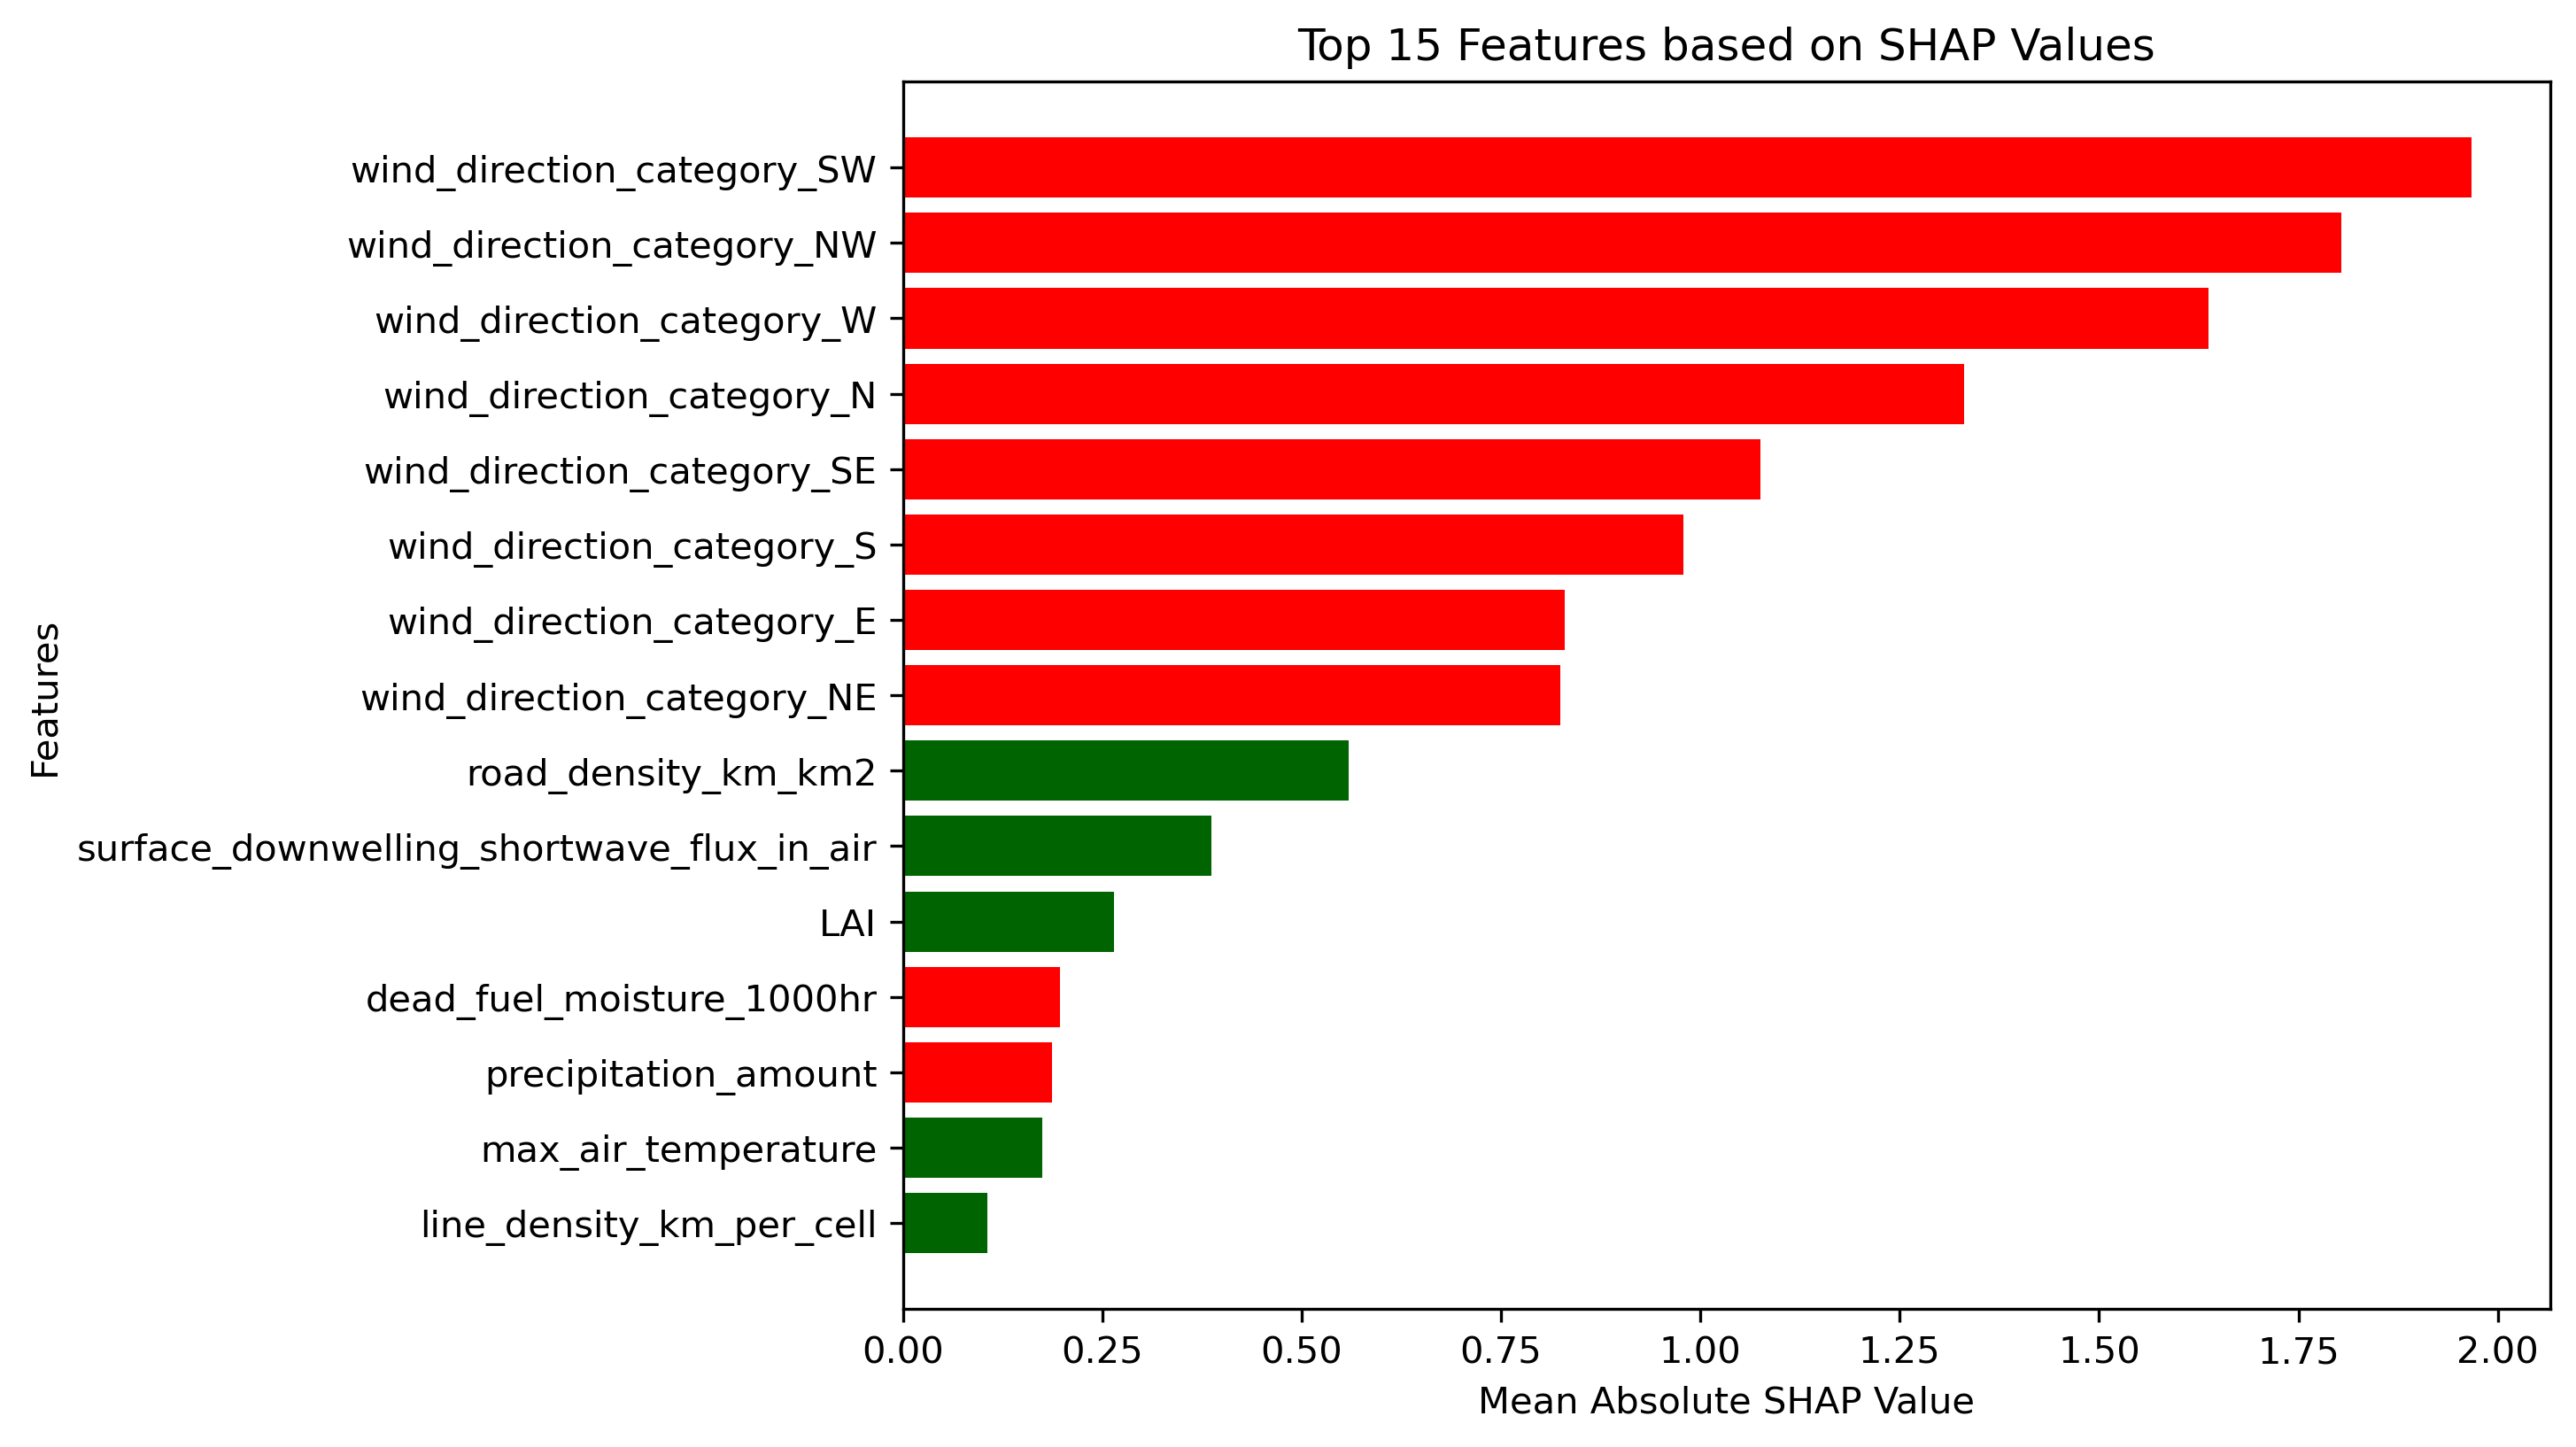 Top 15 Features based on SHAP Values
Features
wind_direction_category_SW
wind_direction_category_NW
wind_direction_category_W
wind_direction_category_N
wind_direction_category_SE
wind_direction_category_S
wind_direction_category_E
wind_direction_category_NE
road_density_km_km2
surface_downwelling_shortwave_flux_in_air
LAI
dead_fuel_moisture_1000hr
precipitation_amount
max_air_temperature
line_density_km_per_cell
0.00 0.25 0.50 0.75 1.00 1.25 1.50 1.75 2.00
Mean Absolute SHAP Value